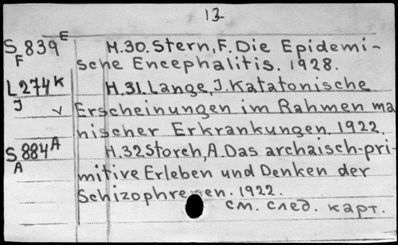 13
S 839 E H.30. Stern, F. Die Epidemi-
F sche Encephalitis. 1928.
L 274 K H.31. Lange, J. Katatonische
J v Erscheinungen im Rahmen ma
nischer Erkrankungen. 1922.
S 884 A H.32 Storch, A. Das archaisch-pri-
A mitive Erleben und Denken der
Schizophrenen. 1922.
см. след. карт.